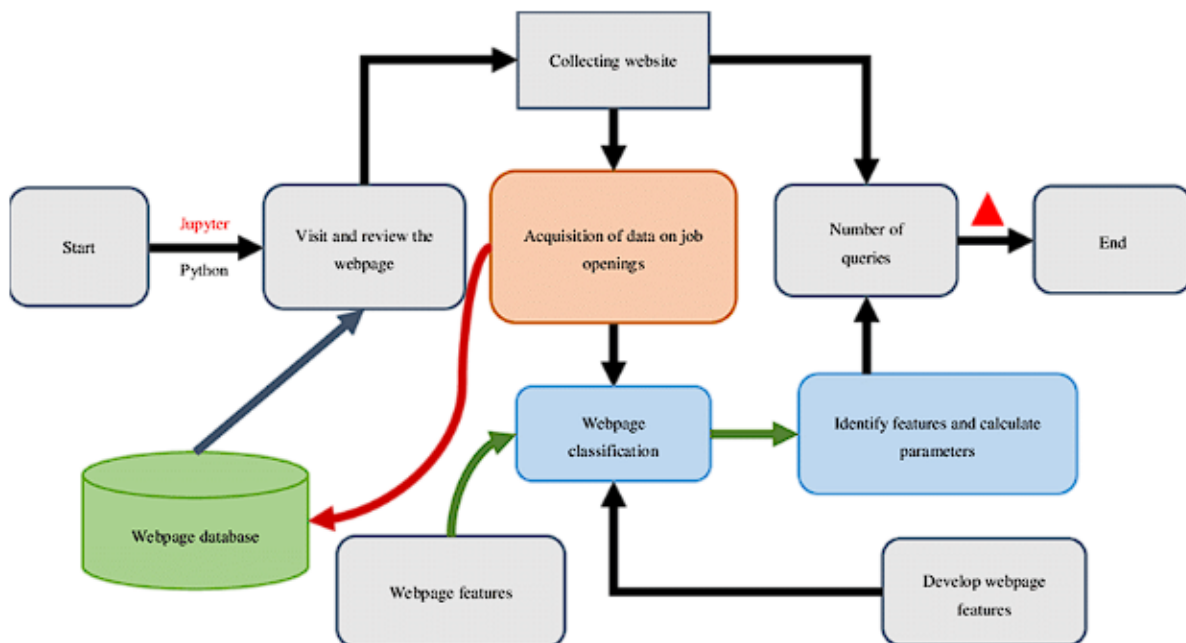 Collecting website
Start
Jupyter
Python
Visit and review the
webpage
Acquisition of data on job
openings
Number of
queries
End
Webpage
classification
Identify features and calculate
parameters
Webpage database
Webpage features
Develop webpage
features